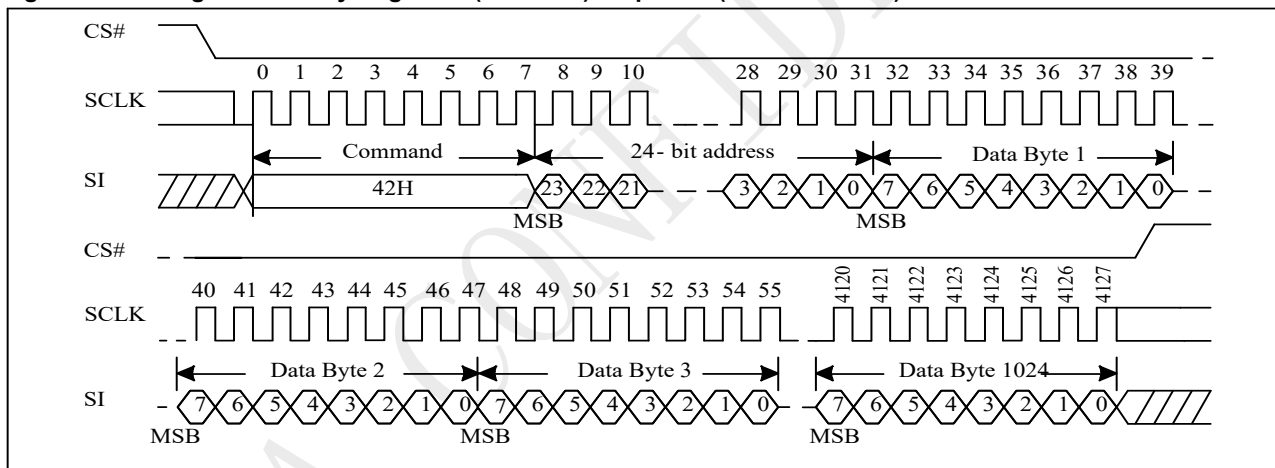 CS#
0 1 2 3 4 5 6 7 8 9 10 28 29 30 31 32 33 34 35 36 37 38 39
SCLK
Command 24- bit address Data Byte 1
SI 42H 23 22 21 3 2 1 0 7 6 5 4 3 2 1 0
MSB MSB
CS#
40 41 42 43 44 45 46 47 48 49 50 51 52 53 54 55 4120 4121 4122 4123 4124 4125 4126 4127
SCLK
Data Byte 2 Data Byte 3 Data Byte 1024
SI 7 6 5 4 3 2 1 0 7 6 5 4 3 2 1 0 7 6 5 4 3 2 1 0
MSB MSB MSB